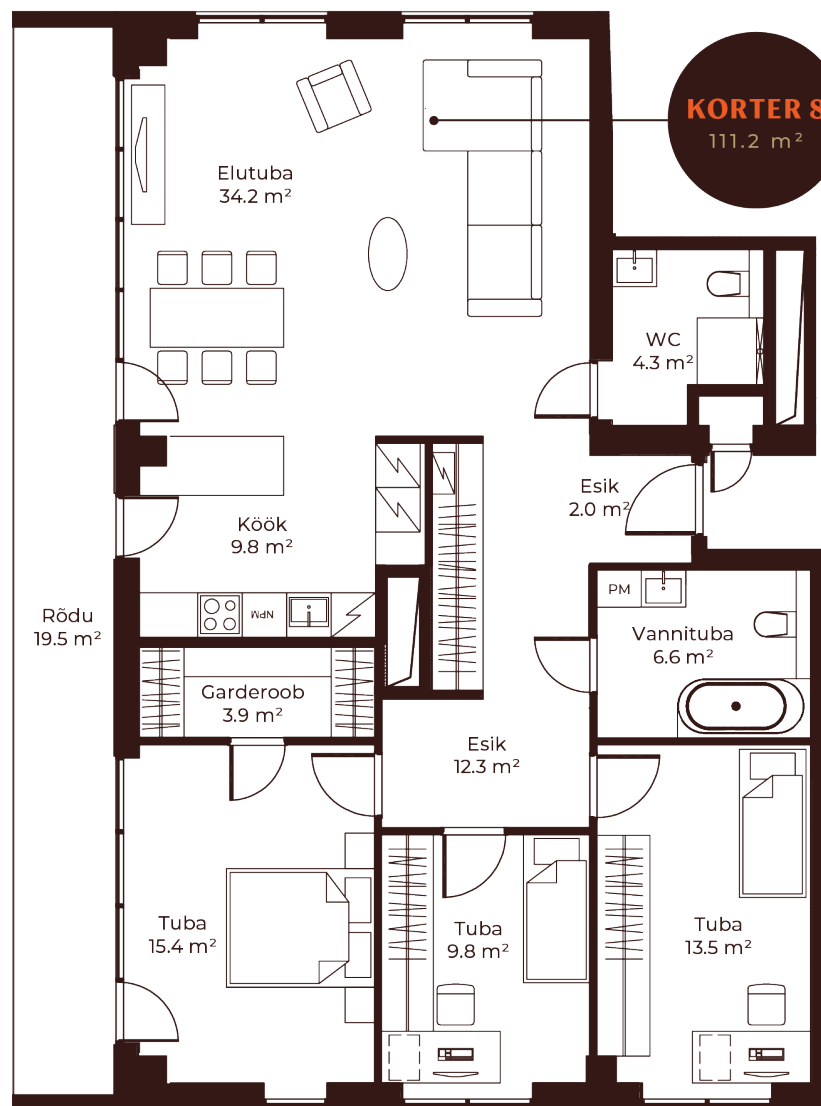 KORTER 8
111.2 m²
Elutuba
34.2 m²
WC
4.3 m²
Esik
2.0 m²
Köök
9.8 m²
NPM
PM
Rõdu
19.5 m²
Vannituba
6.6 m²
Garderoob
3.9 m²
Esik
12.3 m²
Tuba
15.4 m²
Tuba
9.8 m²
Tuba
13.5 m²